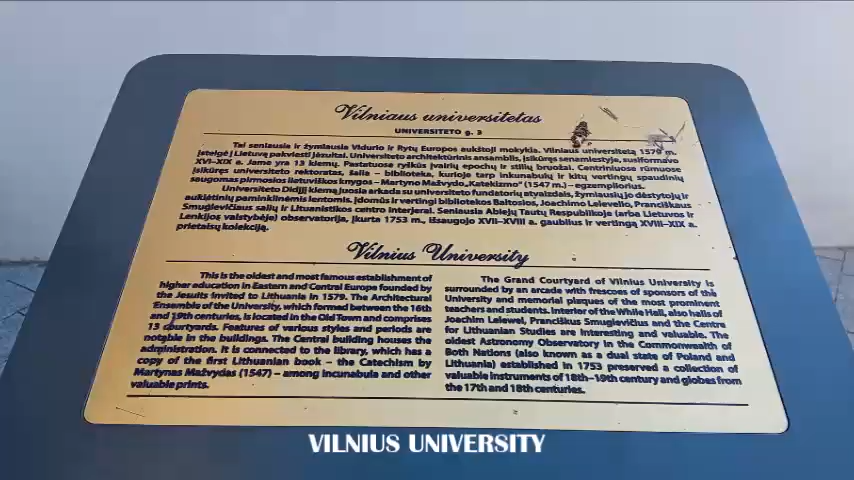 Vilniaus universitetas
UNIVERSITETO g. 3
Tai seniausia ir žymiausia Vidurio ir Rytų Europos aukštoji mokykla. Vilniaus universitetą 1579 m.
įsteigė į Lietuvą pakviesti jėzuitai. Universiteto architektūrinis ansamblis, įsikūręs senamiestyje, susiformavo
XVI–XIX a. Jame yra 13 kiemų. Pastatuose ryškūs įvairių epochų ir stilių bruožai. Centriniuose rūmuose
įsikūręs universiteto rektoratas, šalia – biblioteka, kurioje tarp inkunabulų ir kitų vertingų spaudinių
saugomas pirmosios lietuviškos knygos – Martyno Mažvydo „Katekizmo“ (1547 m.) – egzempliorius.
Universiteto Didįjį kiemą juosia arkada su universiteto fundatorių atvaizdais, žymiausių jo dėstytojų ir
auklėtinių paminklinėmis lentomis. Įdomūs ir vertingi bibliotekos Baltosios, Joachimo Lelevelio, Pranciškaus
Smuglevičiaus salių ir Lituanistikos centro interjerai. Seniausia Abiejų Tautų Respublikoje (arba Lietuvos ir
Lenkijos valstybėje) observatorija, įkurta 1753 m., išsaugojo XVII–XVIII a. gaublius ir vertingą XVIII–XIX a.
prietaisų kolekciją.
Vilnius University
This is the oldest and most famous establishment of
higher education in Eastern and Central Europe founded by
the Jesuits invited to Lithuania in 1579. The Architectural
Ensemble of the University, which formed between the 16th
and 19th centuries, is located in the Old Town and comprises
13 courtyards. Features of various styles and periods are
notable in the buildings. The Central building houses the
administration. It is connected to the library, which has a
copy of the first Lithuanian book – the Catechism by
Martynas Mažvydas (1547) – among incunabula and other
valuable prints.
The Grand Courtyard of Vilnius University is
surrounded by an arcade with frescoes of sponsors of the
University and memorial plaques of the most prominent
teachers and students. Interior of the While Hall, also halls of
Joachim Lelewel, Pranciškus Smuglevičius and the Centre
for Lithuanian Studies are interesting and valuable. The
oldest Astronomy Observatory in the Commonwealth of
Both Nations (also known as a dual state of Poland and
Lithuania) established in 1753 preserved a collection of
valuable instruments of 18th–19th century and globes from
the 17th and 18th centuries.
VILNIUS UNIVERSITY